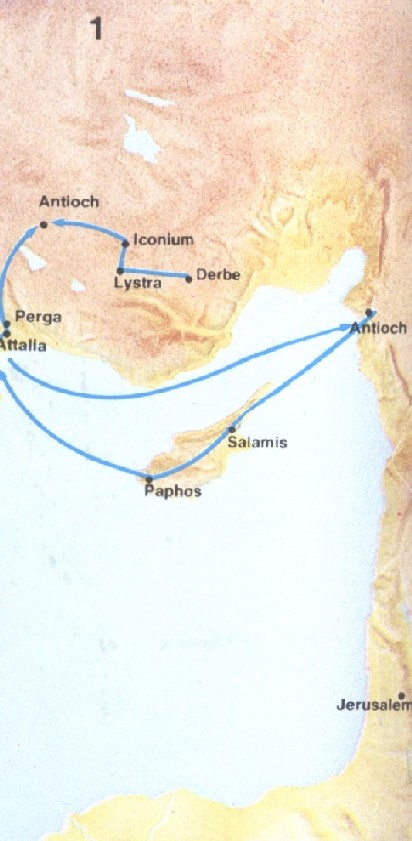 1
Antioch
Iconium
Lystra
Derbe
Perga
Attalia
Antioch
Salamis
Paphos
Jerusalem